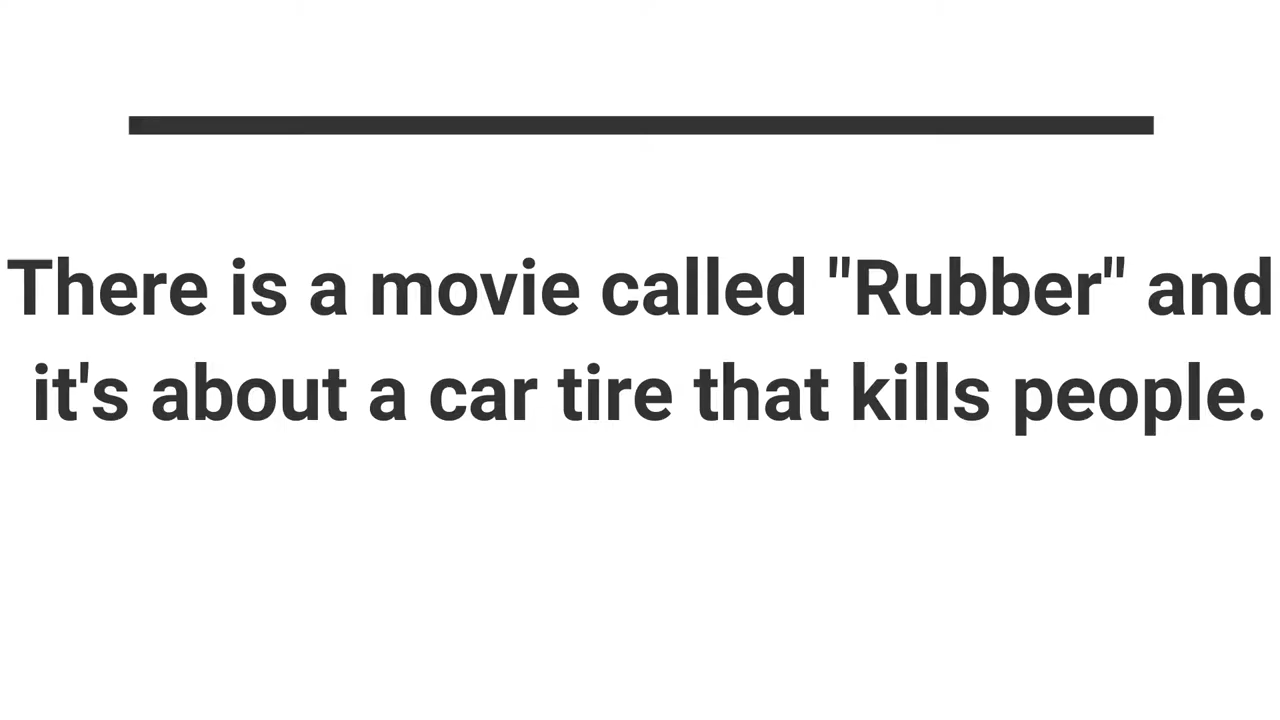 There is a movie called "Rubber" and
it's about a car tire that kills people.